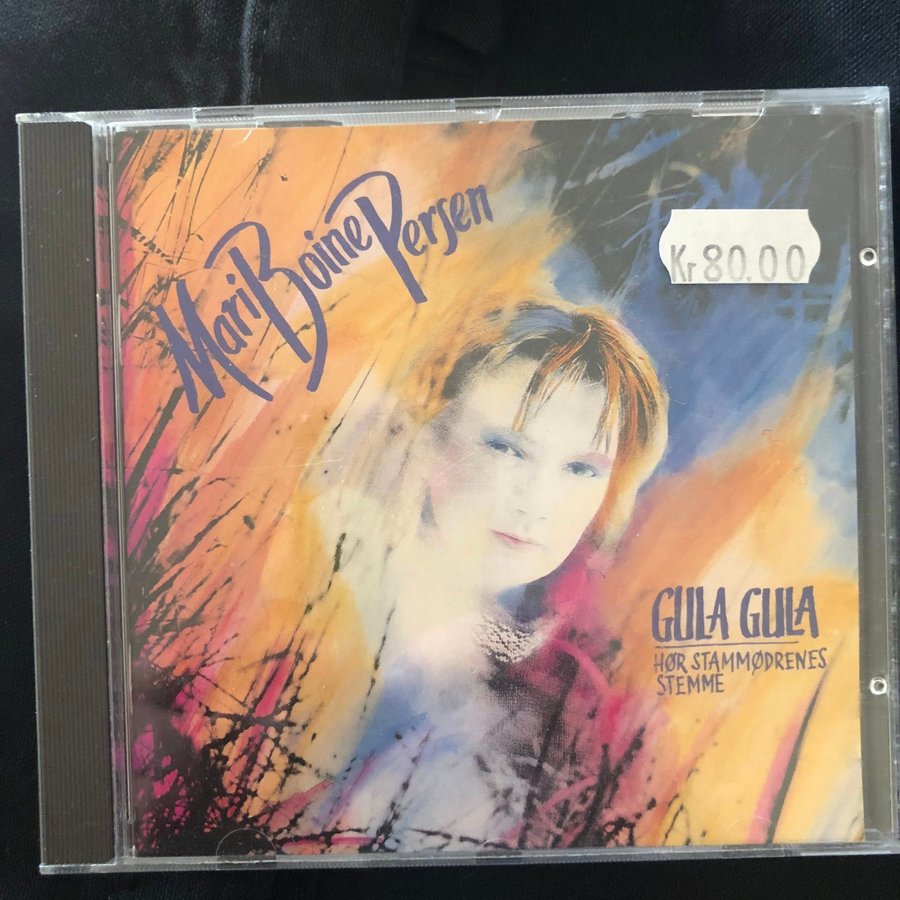 Mari Boine Persen
Kr 80.00
GULA GULA
HØR STAMMØDRENES
STEMME